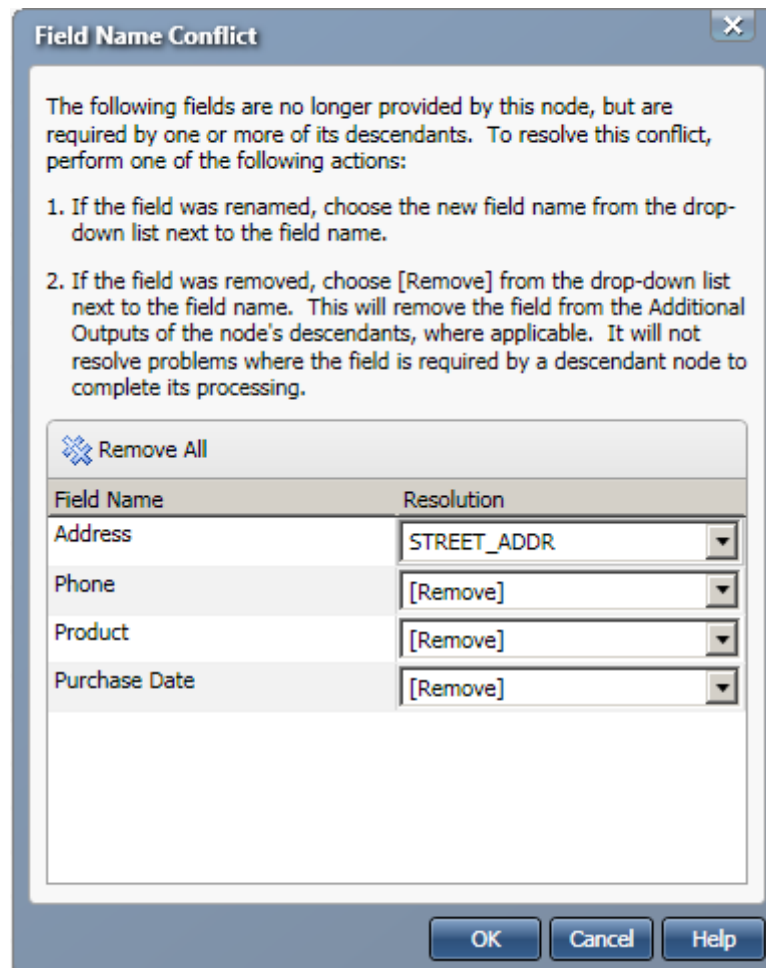 Field Name Conflict
The following fields are no longer provided by this node, but are
required by one or more of its descendants.  To resolve this conflict,
perform one of the following actions:
1. If the field was renamed, choose the new field name from the drop-
down list next to the field name.
2. If the field was removed, choose [Remove] from the drop-down list
next to the field name.  This will remove the field from the Additional
Outputs of the node's descendants, where applicable.  It will not
resolve problems where the field is required by a descendant node to
complete its processing.
Remove All
Field Name Resolution
Address STREET_ADDR
Phone [Remove]
Product [Remove]
Purchase Date [Remove]
OK Cancel Help